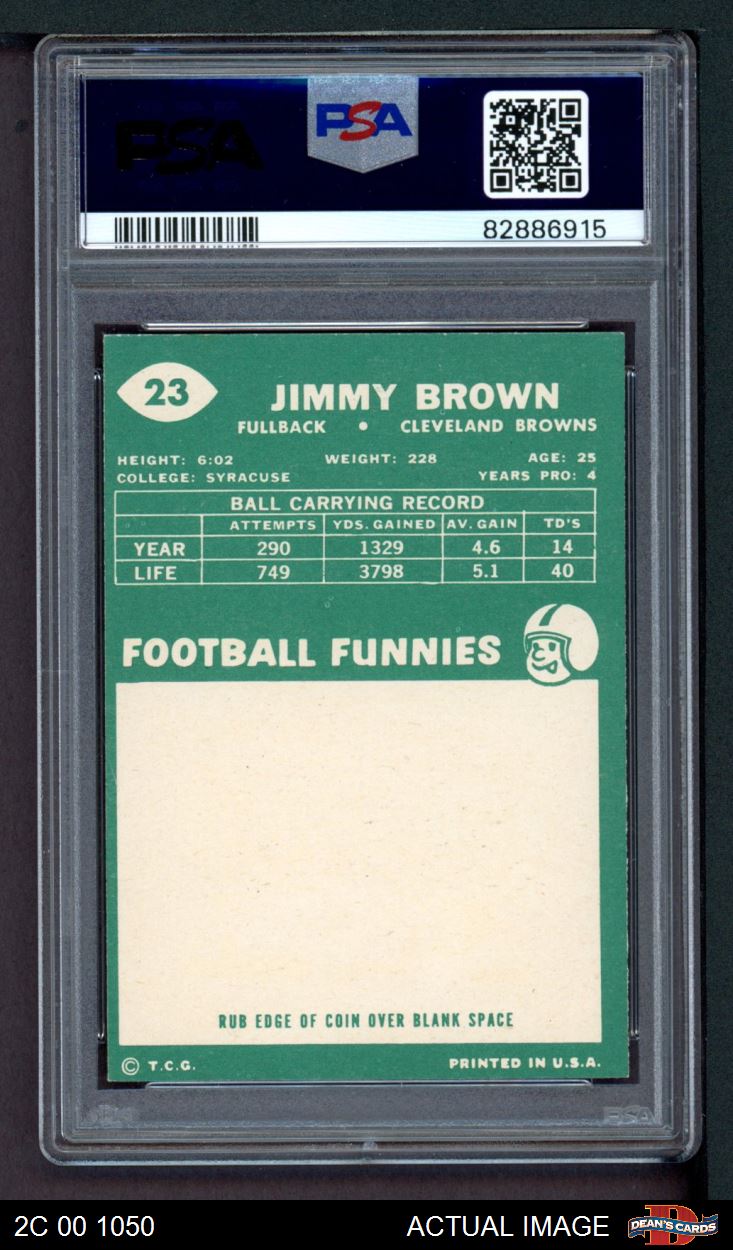 PSA
PSA
82886915
23
JIMMY BROWN
FULLBACK • CLEVELAND BROWNS
HEIGHT: 6:02 WEIGHT: 228 AGE: 25
COLLEGE: SYRACUSE YEARS PRO: 4
BALL CARRYING RECORD
ATTEMPTS YDS. GAINED AV. GAIN TD'S
YEAR 290 1329 4.6 14
LIFE 749 3798 5.1 40
FOOTBALL FUNNIES
RUB EDGE OF COIN OVER BLANK SPACE
© T.C.G. PRINTED IN U.S.A.
PSA
2C 00 1050 ACTUAL IMAGE DEAN'S CARDS